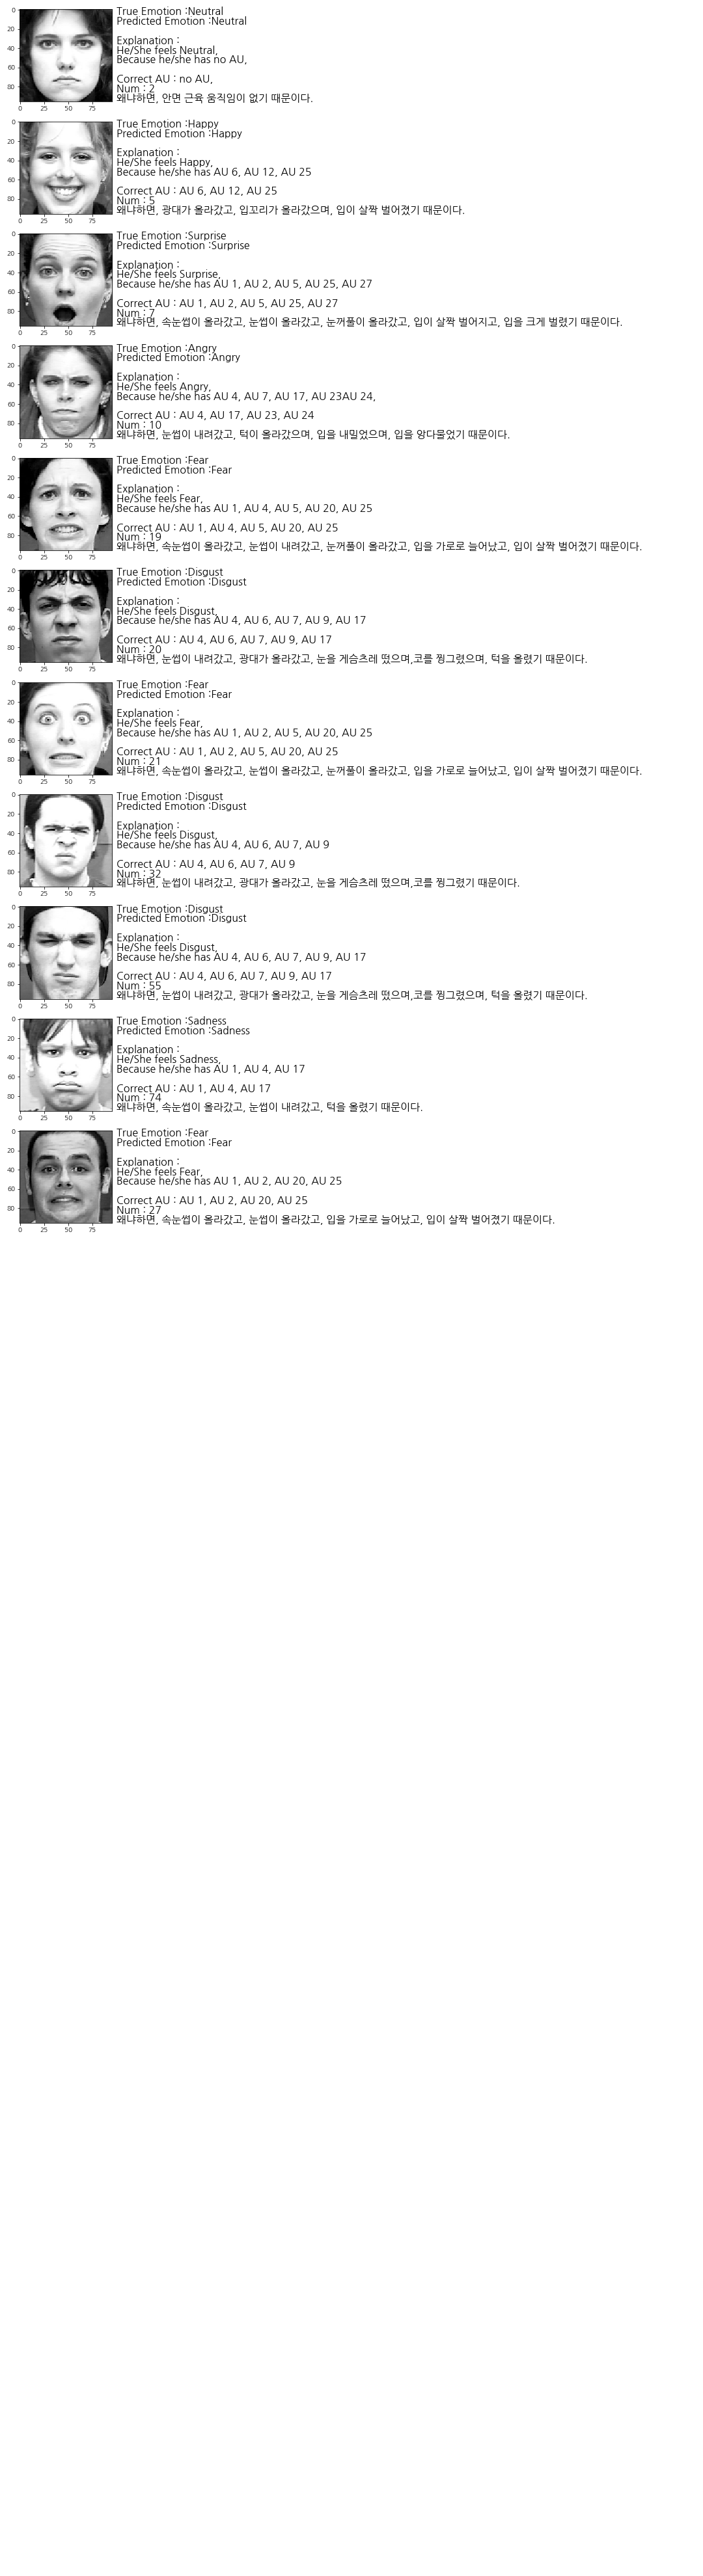 True Emotion :Neutral
Predicted Emotion :Neutral
Explanation :
He/She feels Neutral,
Because he/she has no AU,
Correct AU : no AU,
Num : 2
왜냐하면, 안면 근육 움직임이 없기 때문이다.
0
20
40
60
80
0 25 50 75
True Emotion :Happy
Predicted Emotion :Happy
Explanation :
He/She feels Happy,
Because he/she has AU 6, AU 12, AU 25
Correct AU : AU 6, AU 12, AU 25
Num : 5
왜냐하면, 광대가 올라갔고, 입꼬리가 올라갔으며, 입이 살짝 벌어졌기 때문이다.
0
20
40
60
80
0 25 50 75
True Emotion :Surprise
Predicted Emotion :Surprise
Explanation :
He/She feels Surprise,
Because he/she has AU 1, AU 2, AU 5, AU 25, AU 27
Correct AU : AU 1, AU 2, AU 5, AU 25, AU 27
Num : 7
왜냐하면, 속눈썹이 올라갔고, 눈썹이 올라갔고, 눈꺼풀이 올라갔고, 입이 살짝 벌어지고, 입을 크게 벌렸기 때문이다.
0
20
40
60
80
0 25 50 75
True Emotion :Angry
Predicted Emotion :Angry
Explanation :
He/She feels Angry,
Because he/she has AU 4, AU 7, AU 17, AU 23AU 24,
Correct AU : AU 4, AU 17, AU 23, AU 24
Num : 10
왜냐하면, 눈썹이 내려갔고, 턱이 올라갔으며, 입을 내밀었으며, 입을 앙다물었기 때문이다.
0
20
40
60
80
0 25 50 75
True Emotion :Fear
Predicted Emotion :Fear
Explanation :
He/She feels Fear,
Because he/she has AU 1, AU 4, AU 5, AU 20, AU 25
Correct AU : AU 1, AU 4, AU 5, AU 20, AU 25
Num : 19
왜냐하면, 속눈썹이 올라갔고, 눈썹이 내려갔고, 눈꺼풀이 올라갔고, 입을 가로로 늘어났고, 입이 살짝 벌어졌기 때문이다.
0
20
40
60
80
0 25 50 75
True Emotion :Disgust
Predicted Emotion :Disgust
Explanation :
He/She feels Disgust,
Because he/she has AU 4, AU 6, AU 7, AU 9, AU 17
Correct AU : AU 4, AU 6, AU 7, AU 9, AU 17
Num : 20
왜냐하면, 눈썹이 내려갔고, 광대가 올라갔고, 눈을 게슴츠레 떴으며,코를 찡그렸으며, 턱을 올렸기 때문이다.
0
20
40
60
80
0 25 50 75
True Emotion :Fear
Predicted Emotion :Fear
Explanation :
He/She feels Fear,
Because he/she has AU 1, AU 2, AU 5, AU 20, AU 25
Correct AU : AU 1, AU 2, AU 5, AU 20, AU 25
Num : 21
왜냐하면, 속눈썹이 올라갔고, 눈썹이 올라갔고, 눈꺼풀이 올라갔고, 입을 가로로 늘어났고, 입이 살짝 벌어졌기 때문이다.
0
20
40
60
80
0 25 50 75
True Emotion :Disgust
Predicted Emotion :Disgust
Explanation :
He/She feels Disgust,
Because he/she has AU 4, AU 6, AU 7, AU 9
Correct AU : AU 4, AU 6, AU 7, AU 9
Num : 32
왜냐하면, 눈썹이 내려갔고, 광대가 올라갔고, 눈을 게슴츠레 떴으며,코를 찡그렸기 때문이다.
0
20
40
60
80
0 25 50 75
True Emotion :Disgust
Predicted Emotion :Disgust
Explanation :
He/She feels Disgust,
Because he/she has AU 4, AU 6, AU 7, AU 9, AU 17
Correct AU : AU 4, AU 6, AU 7, AU 9, AU 17
Num : 55
왜냐하면, 눈썹이 내려갔고, 광대가 올라갔고, 눈을 게슴츠레 떴으며,코를 찡그렸으며, 턱을 올렸기 때문이다.
0
20
40
60
80
0 25 50 75
True Emotion :Sadness
Predicted Emotion :Sadness
Explanation :
He/She feels Sadness,
Because he/she has AU 1, AU 4, AU 17
Correct AU : AU 1, AU 4, AU 17
Num : 74
왜냐하면, 속눈썹이 올라갔고, 눈썹이 내려갔고, 턱을 올렸기 때문이다.
0
20
40
60
80
0 25 50 75
True Emotion :Fear
Predicted Emotion :Fear
Explanation :
He/She feels Fear,
Because he/she has AU 1, AU 2, AU 20, AU 25
Correct AU : AU 1, AU 2, AU 20, AU 25
Num : 27
왜냐하면, 속눈썹이 올라갔고, 눈썹이 올라갔고, 입을 가로로 늘어났고, 입이 살짝 벌어졌기 때문이다.
0
20
40
60
80
0 25 50 75